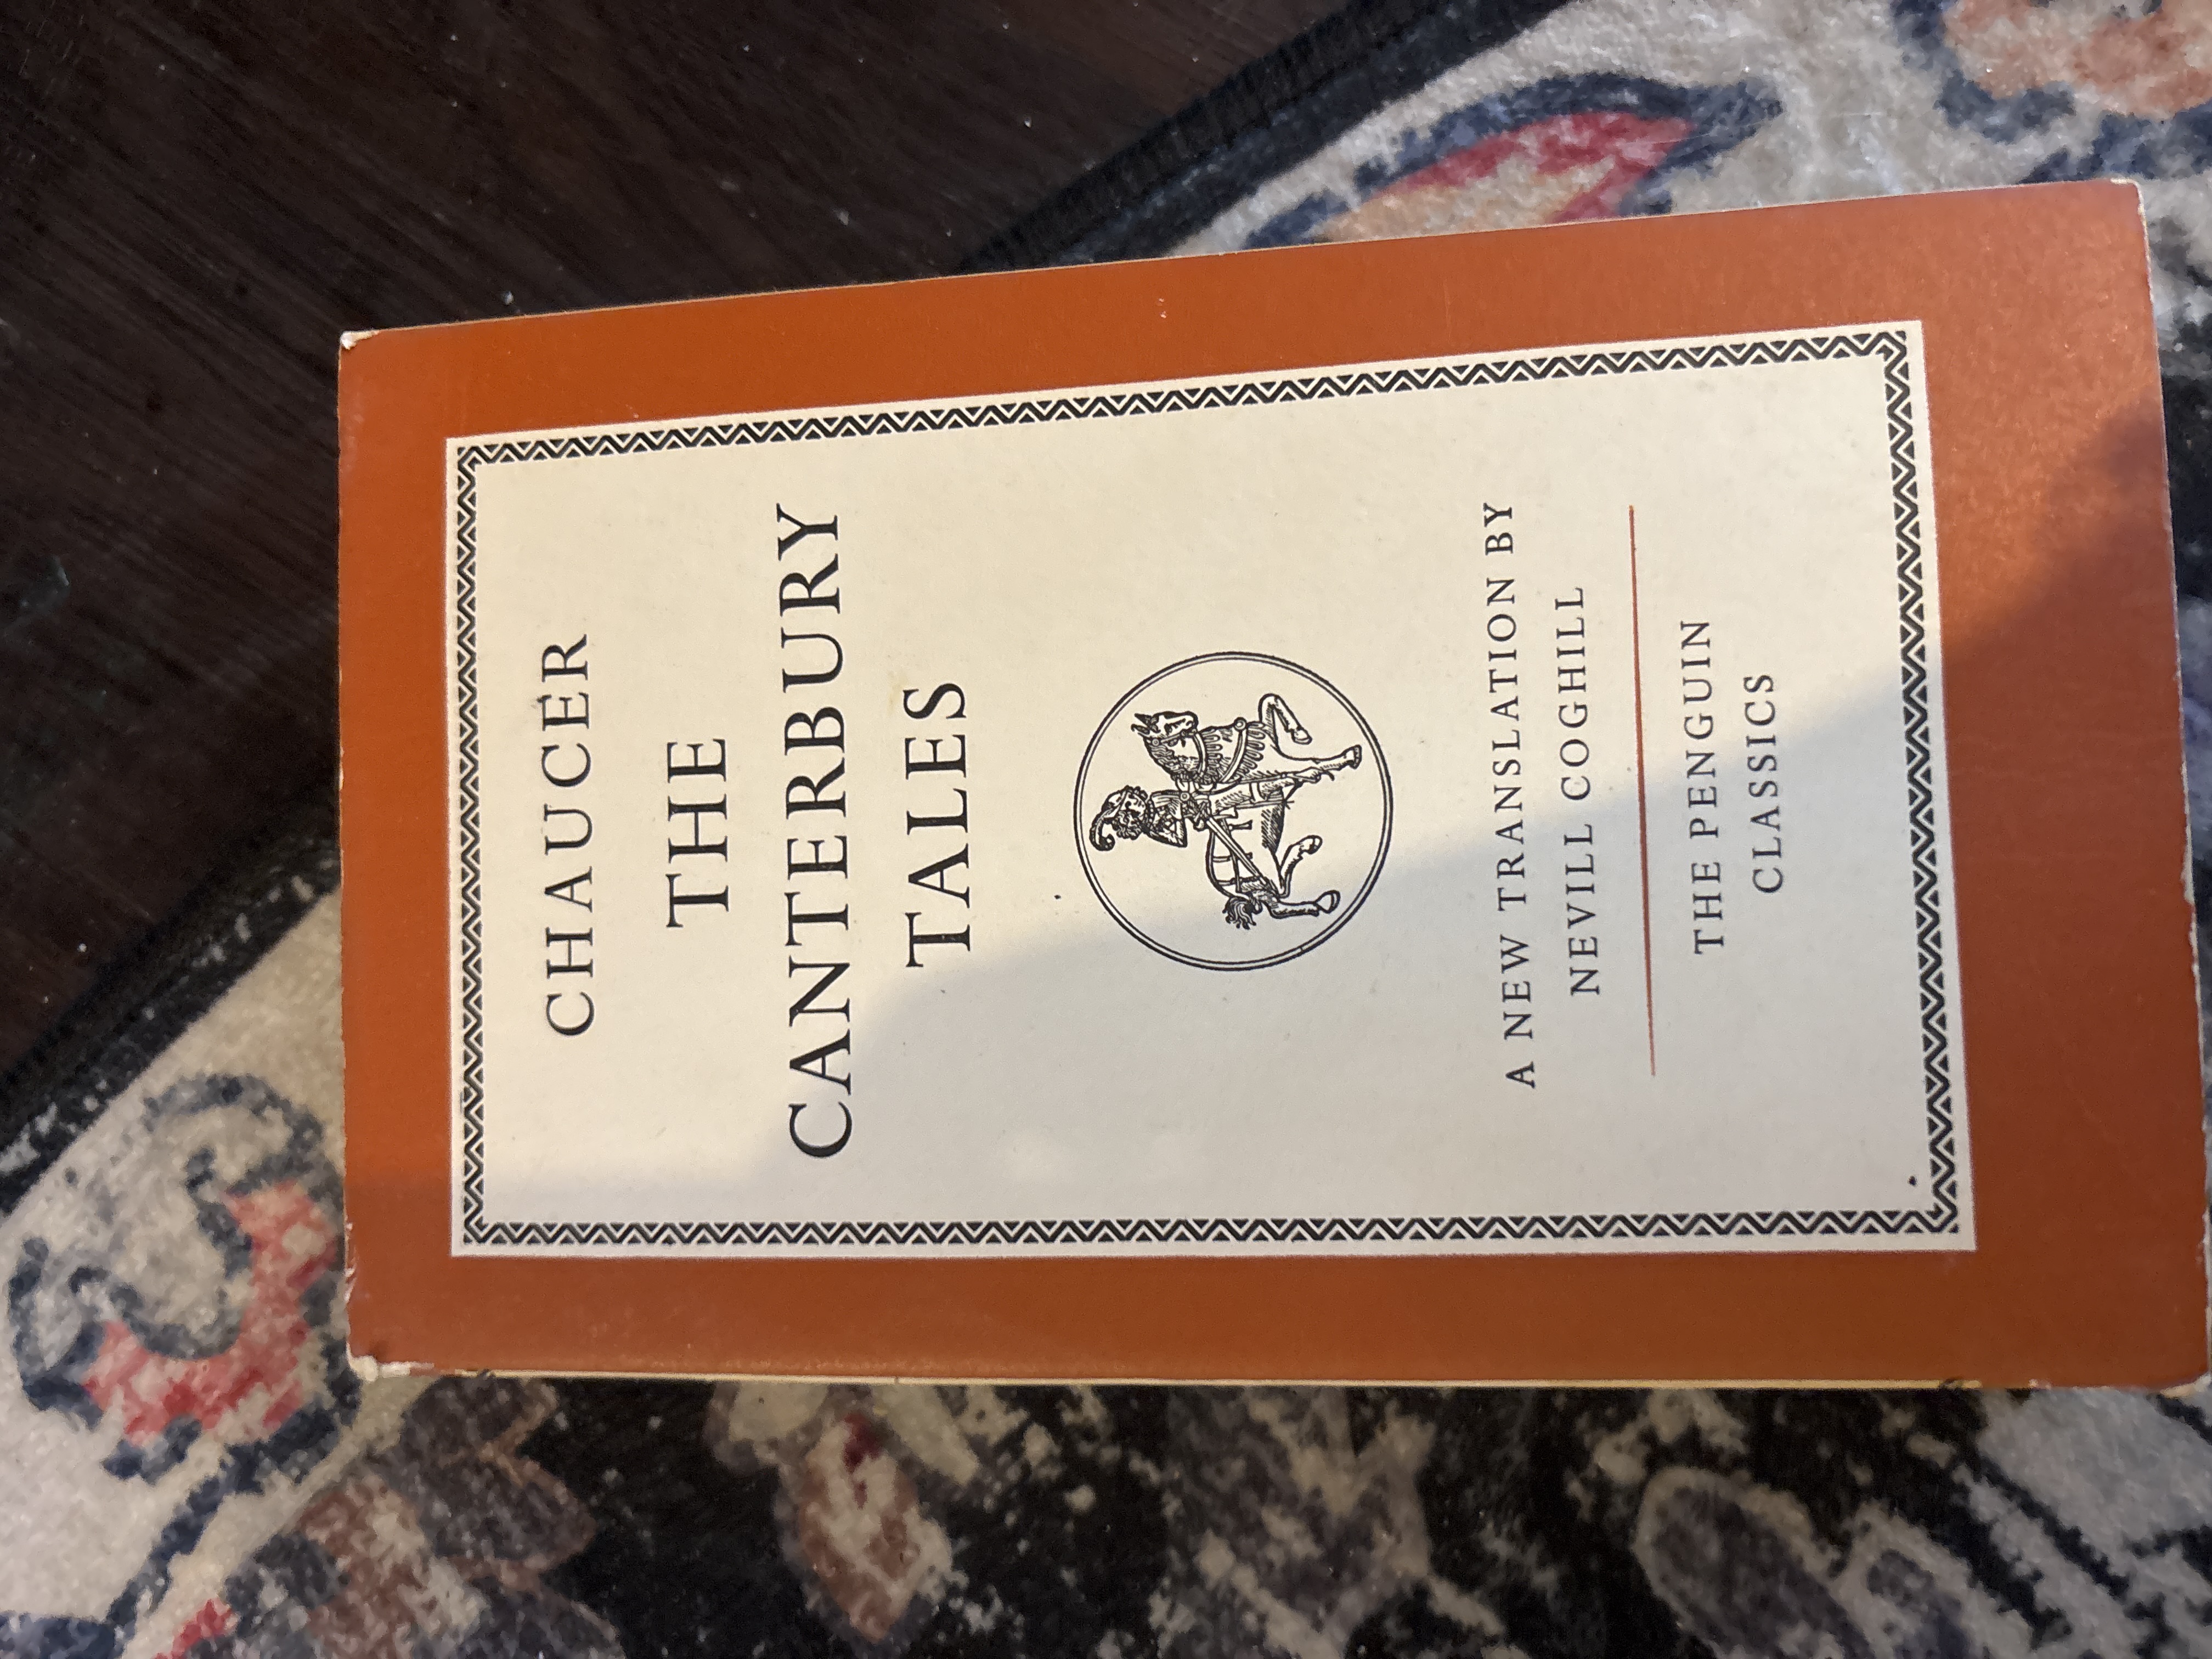 CHAUCER
THE
CANTERBURY
TALES
A NEW TRANSLATION BY
NEVILL COGHILL
THE PENGUIN
CLASSICS